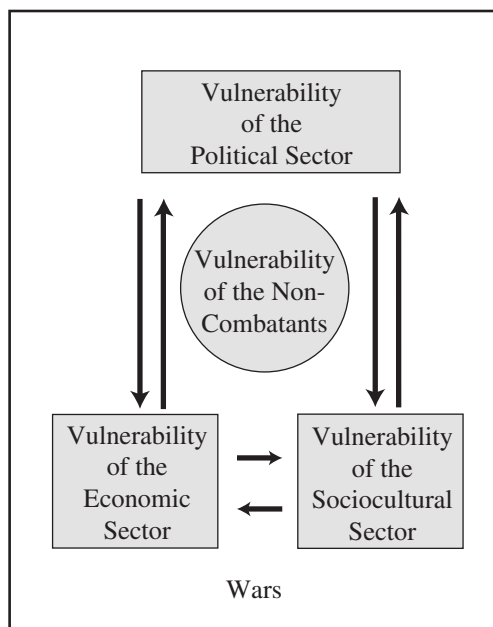 Vulnerability
of the
Political Sector
Vulnerability
of the Non-
Combatants
Vulnerability
of the
Economic
Sector
Vulnerability
of the
Sociocultural
Sector
Wars